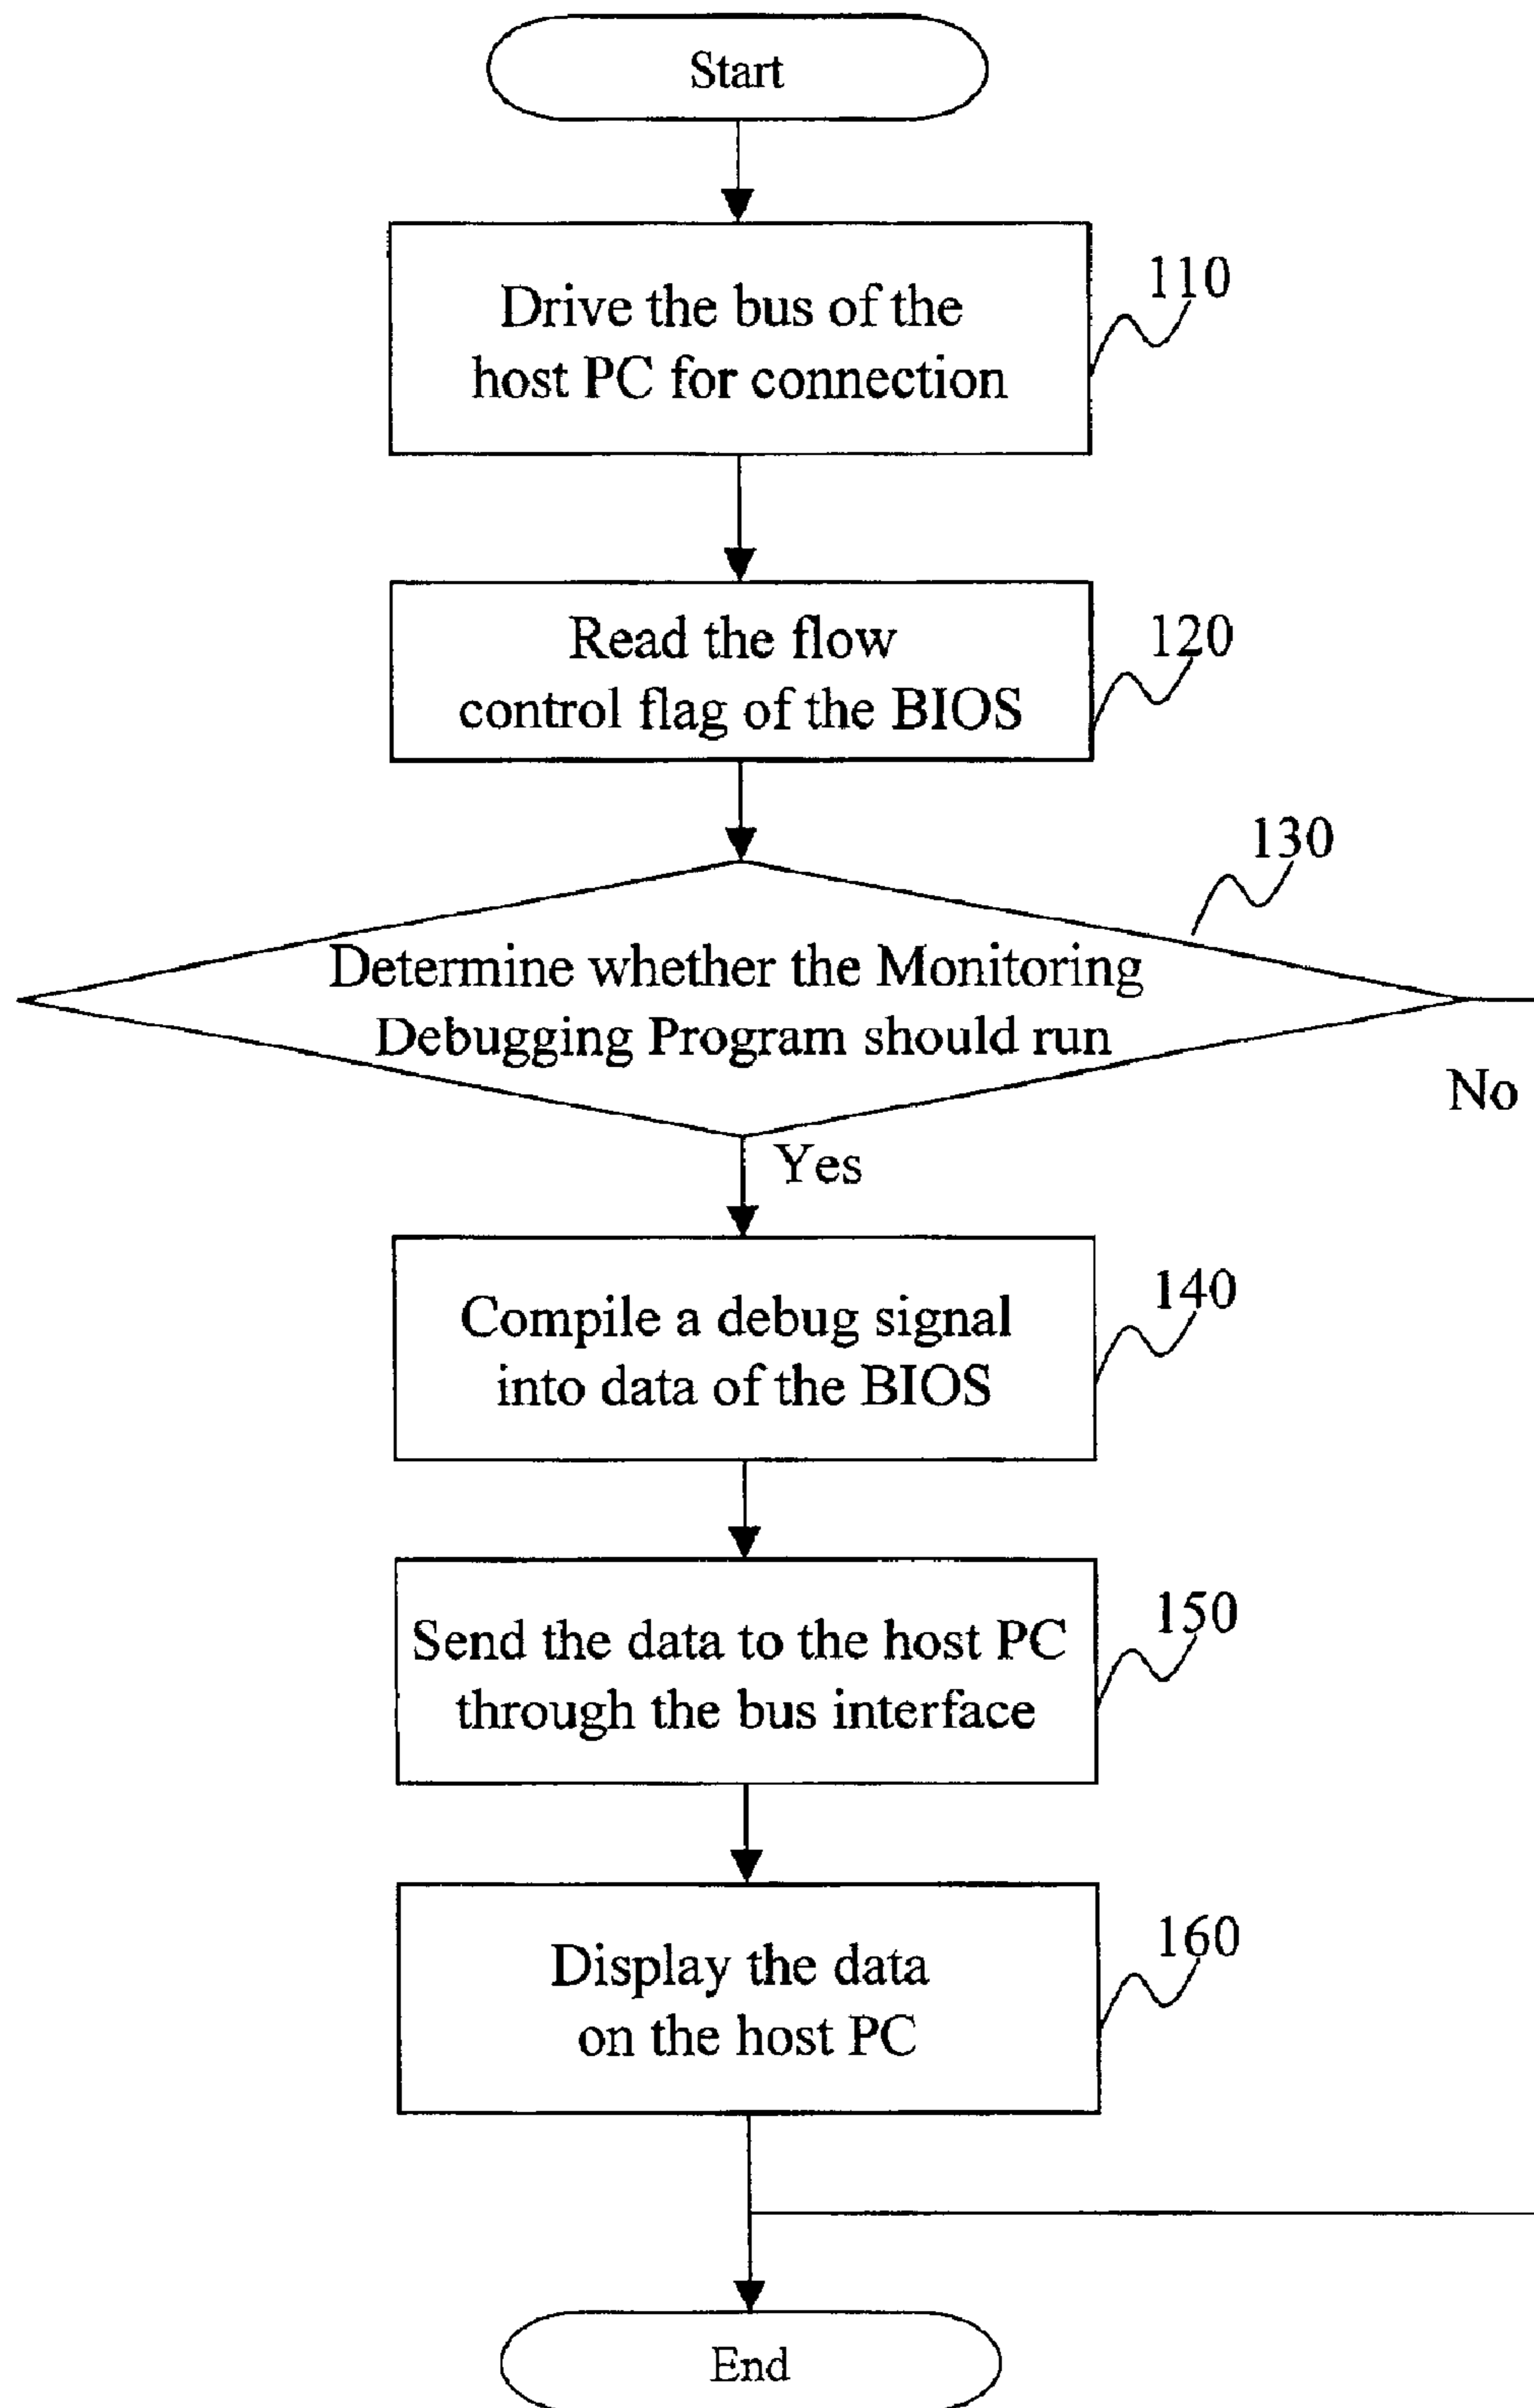 Start
Drive the bus of the
host PC for connection
110
Read the flow
control flag of the BIOS
120
130
Determine whether the Monitoring
Debugging Program should run
No
Yes
Compile a debug signal
into data of the BIOS
140
Send the data to the host PC
through the bus interface
150
Display the data
on the host PC
160
End